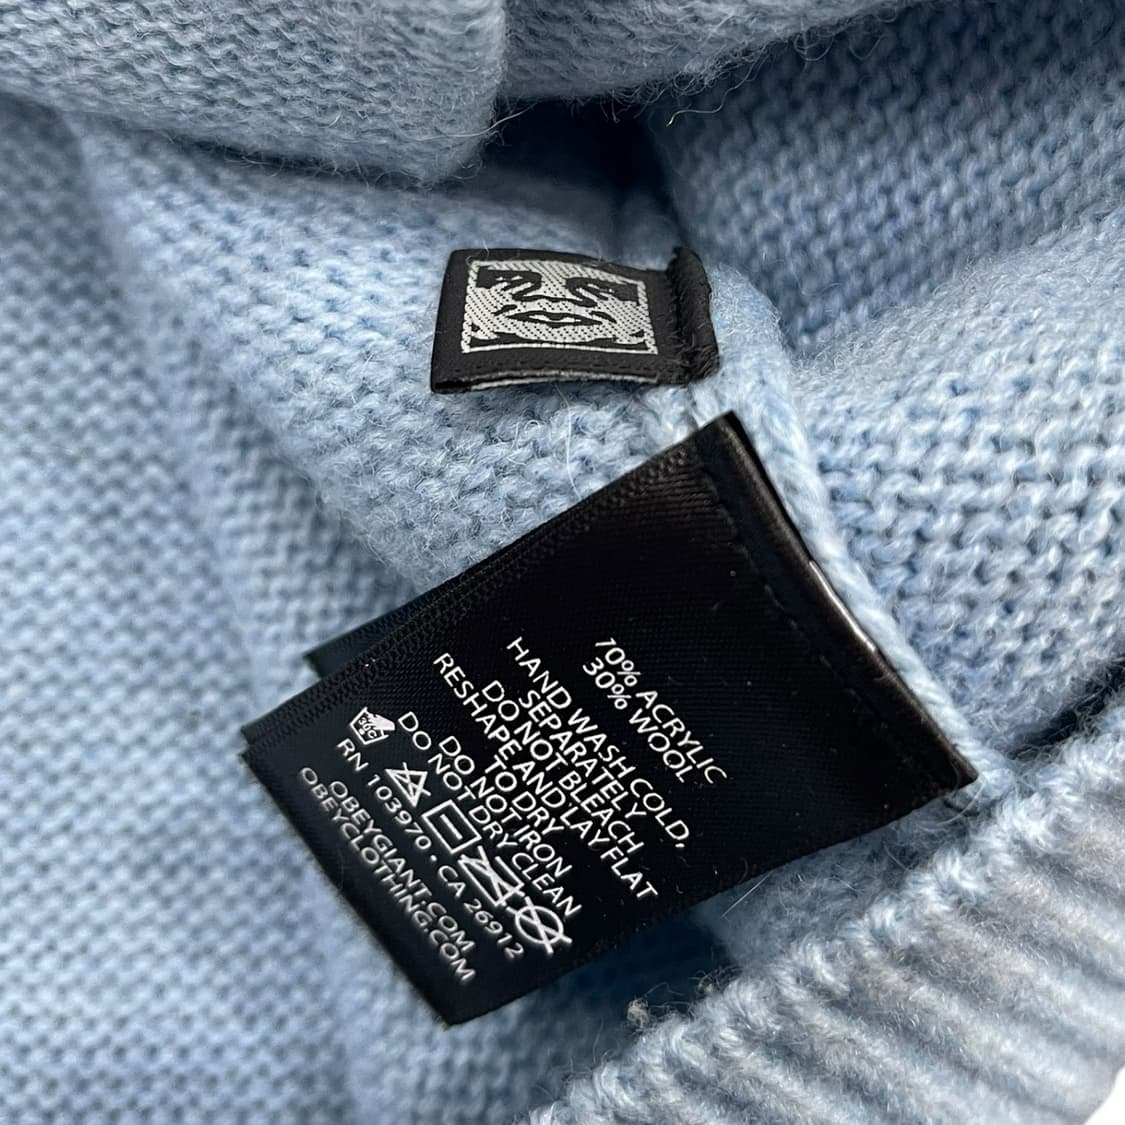 70% ACRYLIC
30% WOOL
HAND WASH COLD,
SEPARATELY
DO NOT BLEACH
RESHAPE AND LAY FLAT
TO DRY
DO NOT IRON
DO NOT DRY CLEAN
30°C
RN 103970 • CA 26912
OBEYGIANT.COM
OBEYCLOTHING.COM